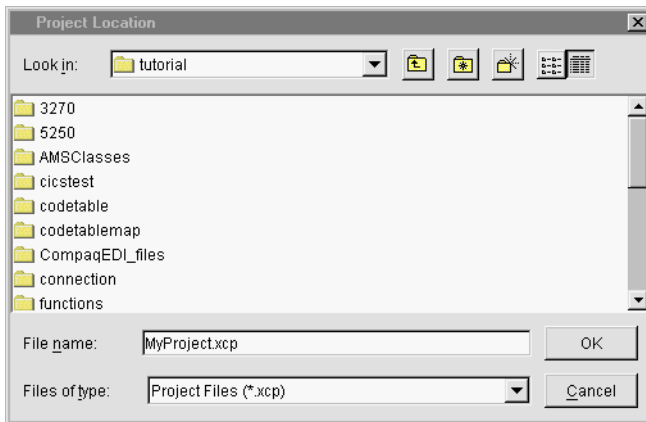 Project Location
Look in: tutorial
3270
5250
AMSClasses
cicstest
codetable
codetablemap
CompaqEDI_files
connection
functions
File name: MyProject.xcp OK
Files of type: Project Files (*.xcp) Cancel